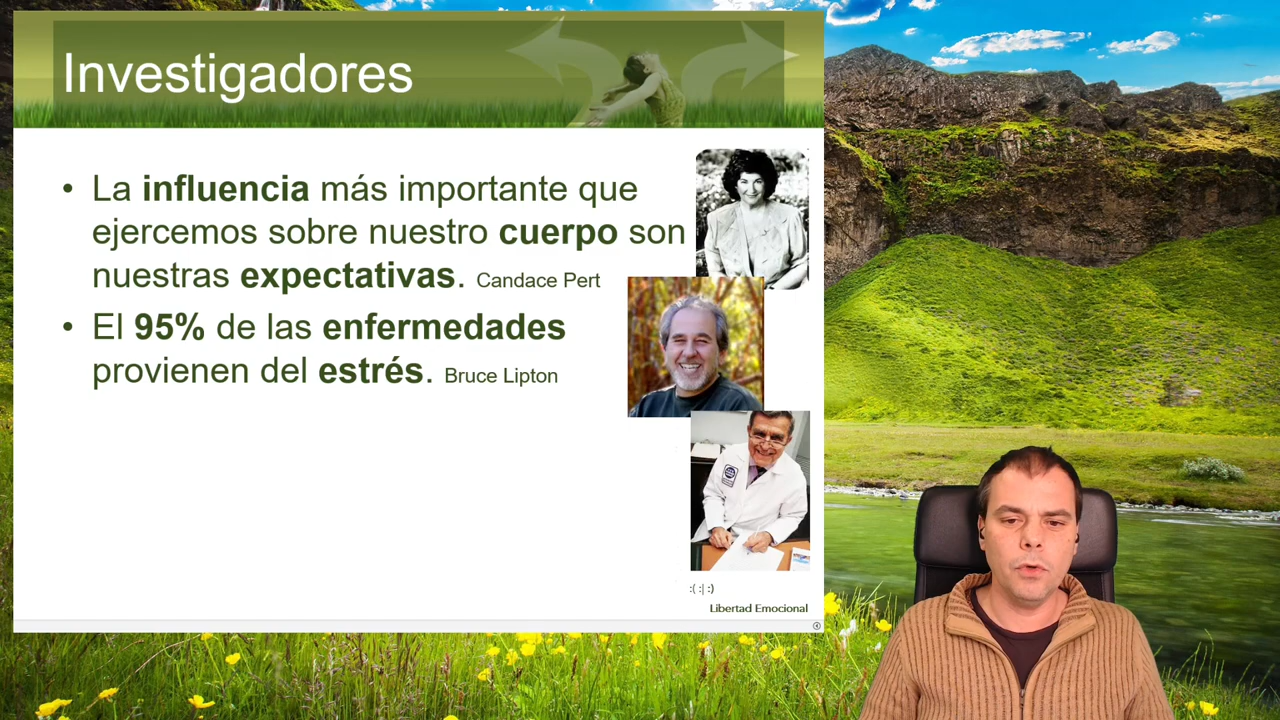 Investigadores
• La influencia más importante que
ejercemos sobre nuestro cuerpo son
nuestras expectativas. Candace Pert
• El 95% de las enfermedades
provienen del estrés. Bruce Lipton
:( :| :)
Libertad Emocional